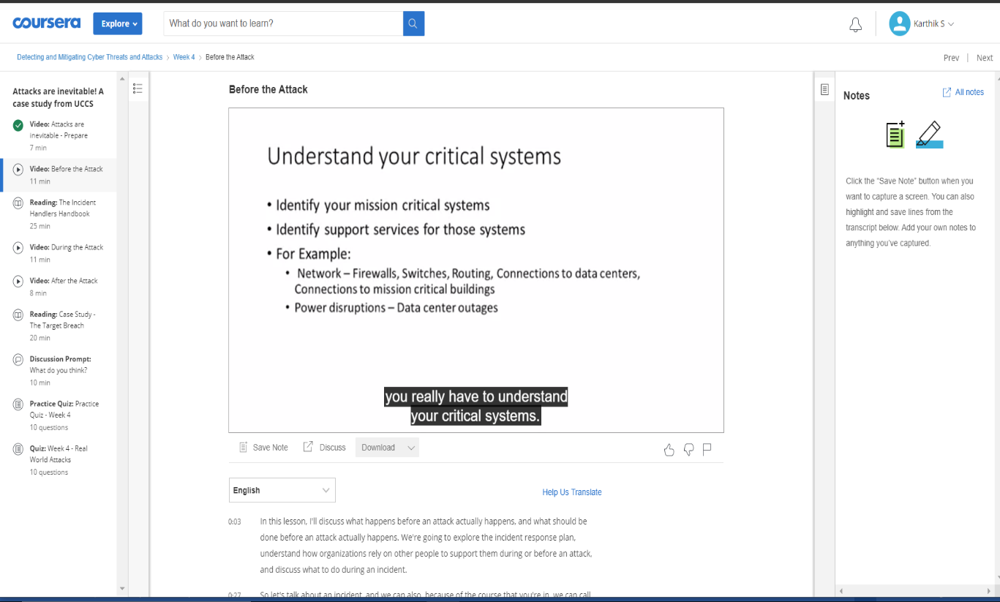 coursera
Explore
What do you want to learn?
Karthik S
Detecting and Mitigating Cyber Threats and Attacks > Week 4 > Before the Attack
Prev | Next
Attacks are inevitable! A
case study from UCCS
Video: Attacks are
inevitable - Prepare
7 min
Video: Before the Attack
11 min
Reading: The Incident
Handlers Handbook
25 min
Video: During the Attack
11 min
Video: After the Attack
8 min
Reading: Case Study -
The Target Breach
20 min
Discussion Prompt:
What do you think?
10 min
Practice Quiz: Practice
Quiz - Week 4
10 questions
Quiz: Week 4 - Real
World Attacks
10 questions
Before the Attack
Understand your critical systems
• Identify your mission critical systems
• Identify support services for those systems
• For Example:
• Network – Firewalls, Switches, Routing, Connections to data centers,
Connections to mission critical buildings
• Power disruptions – Data center outages
you really have to understand
your critical systems.
Save Note
Discuss
Download
English
Help Us Translate
0:03 In this lesson, I'll discuss what happens before an attack actually happens, and what should be
done before an attack actually happens. We're going to explore the incident response plan,
understand how organizations rely on other people to support them during or before an attack,
and discuss what to do during an incident.
0:27 So let's talk about an incident, and we can also, because of the course that you're in, we can call
Notes
All notes
Click the "Save Note" button when you
want to capture a screen. You can also
highlight and save lines from the
transcript below. Add your own notes to
anything you've captured.